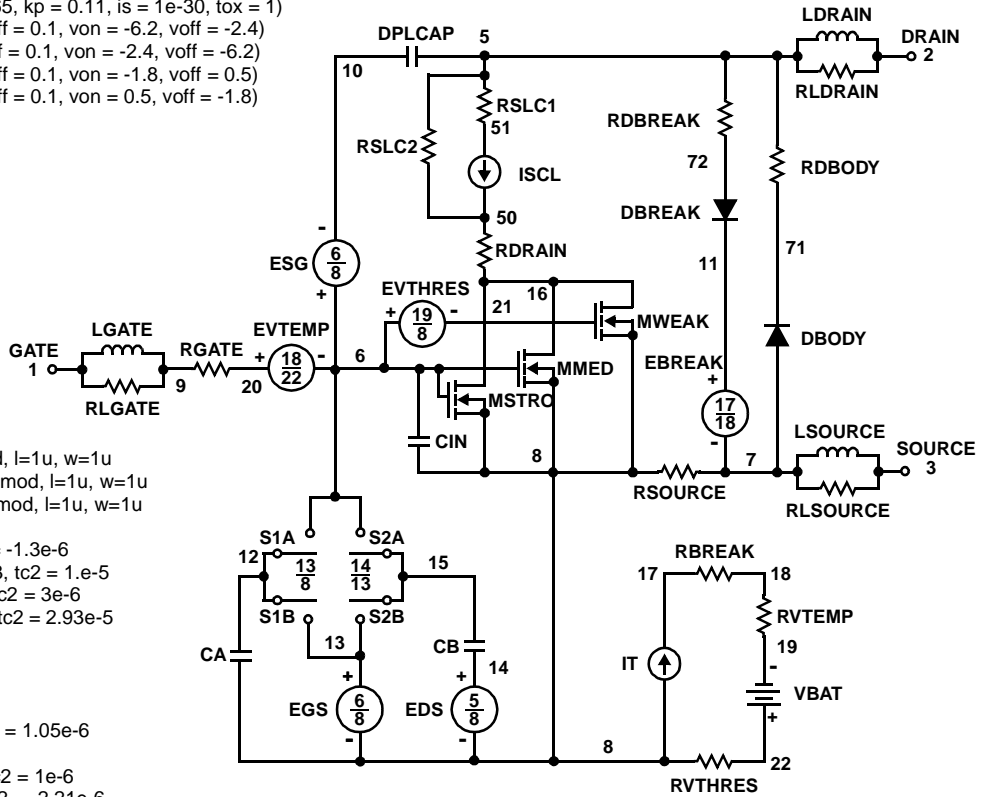 65, kp = 0.11, is = 1e-30, tox = 1)
ff = 0.1, von = -6.2, voff = -2.4)
f = 0.1, von = -2.4, voff = -6.2)
ff = 0.1, von = -1.8, voff = 0.5)
ff = 0.1, von = 0.5, voff = -1.8)
DPLCAP
5
10
LDRAIN
DRAIN
2
RLDRAIN
RSLC1
51
RSLC2
ISCL
50
RDBREAK
72
RDBODY
DBREAK
71
11
RDRAIN
-
ESG
6
8
+
EVTHRES
+
19
8
-
21
16
MWEAK
LGATE
EVTEMP
GATE
1
RGATE
+
18
22
-
6
9
20
RLGATE
MMED
MSTRO
EBREAK
+
17
18
-
DBODY
CIN
8
7
LSOURCE
SOURCE
3
RSOURCE
RLSOURCE
d, l=1u, w=1u
mod, l=1u, w=1u
mod, l=1u, w=1u
-1.3e-6
, tc2 = 1.e-5
c2 = 3e-6
tc2 = 2.93e-5
= 1.05e-6
c2 = 1e-6
S1A
S2A
12
13
8
14
13
15
S1B
S2B
13
CA
CB
14
+
EGS
6
8
-
+
EDS
5
8
-
RBREAK
17
18
RVTEMP
19
IT
-
VBAT
+
8
22
RVTHRES